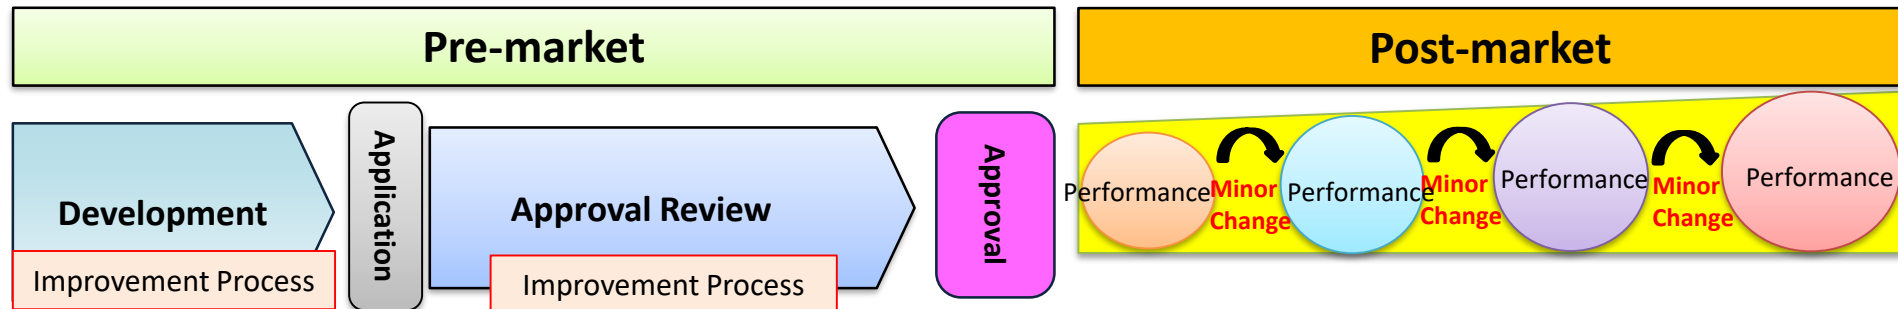 Pre-market
Post-market
Development
Improvement Process
Application
Approval Review
Improvement Process
Approval
Performance
Minor
Change
Performance
Minor
Change
Performance
Minor
Change
Performance